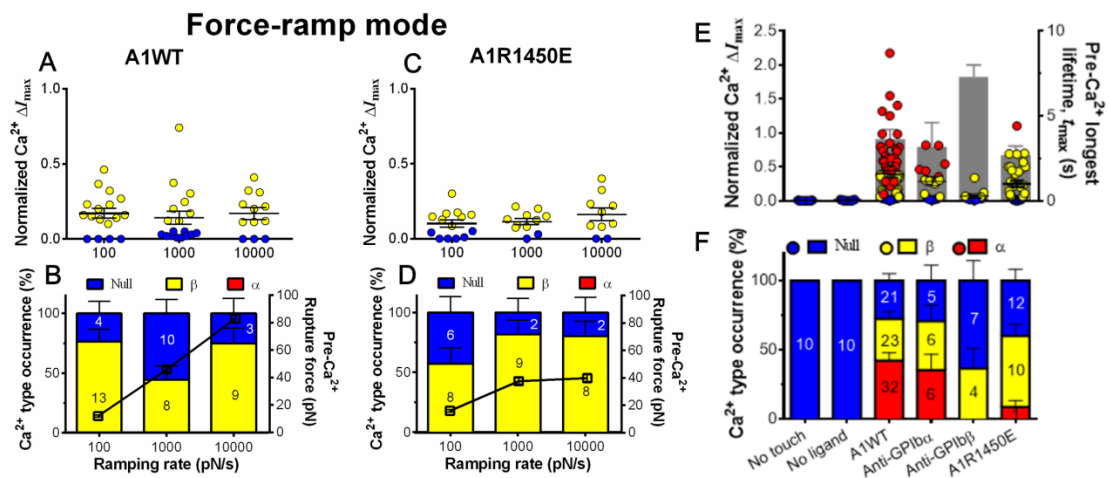 Force-ramp mode
A1WT
A1R1450E
A
Normalized Ca²⁺ ΔI_max
1.0
0.5
0.0
100
1000
10000
C
Normalized Ca²⁺ ΔI_max
1.0
0.5
0.0
100
1000
10000
B
Null β α
Ca²⁺ type occurrence (%)
100
50
0
4
13
10
8
3
9
100
80
60
40
20
0
Pre-Ca²⁺
Rupture force (pN)
100
1000
10000
Ramping rate (pN/s)
D
Null β α
Ca²⁺ type occurrence (%)
100
50
0
6
8
2
9
2
8
100
80
60
40
20
0
Pre-Ca²⁺
Rupture force (pN)
100
1000
10000
Ramping rate (pN/s)
E
Normalized Ca²⁺ ΔI_max
2.5
2.0
1.5
1.0
0.5
0.0
10
5
0
Pre-Ca²⁺ longest
lifetime, t_max (s)
F
Null β α
Ca²⁺ type occurrence (%)
100
50
0
10
10
21
23
32
5
6
6
7
4
12
10
No touch
No ligand
A1WT
Anti-GPIbα
Anti-GPIbβ
A1R1450E